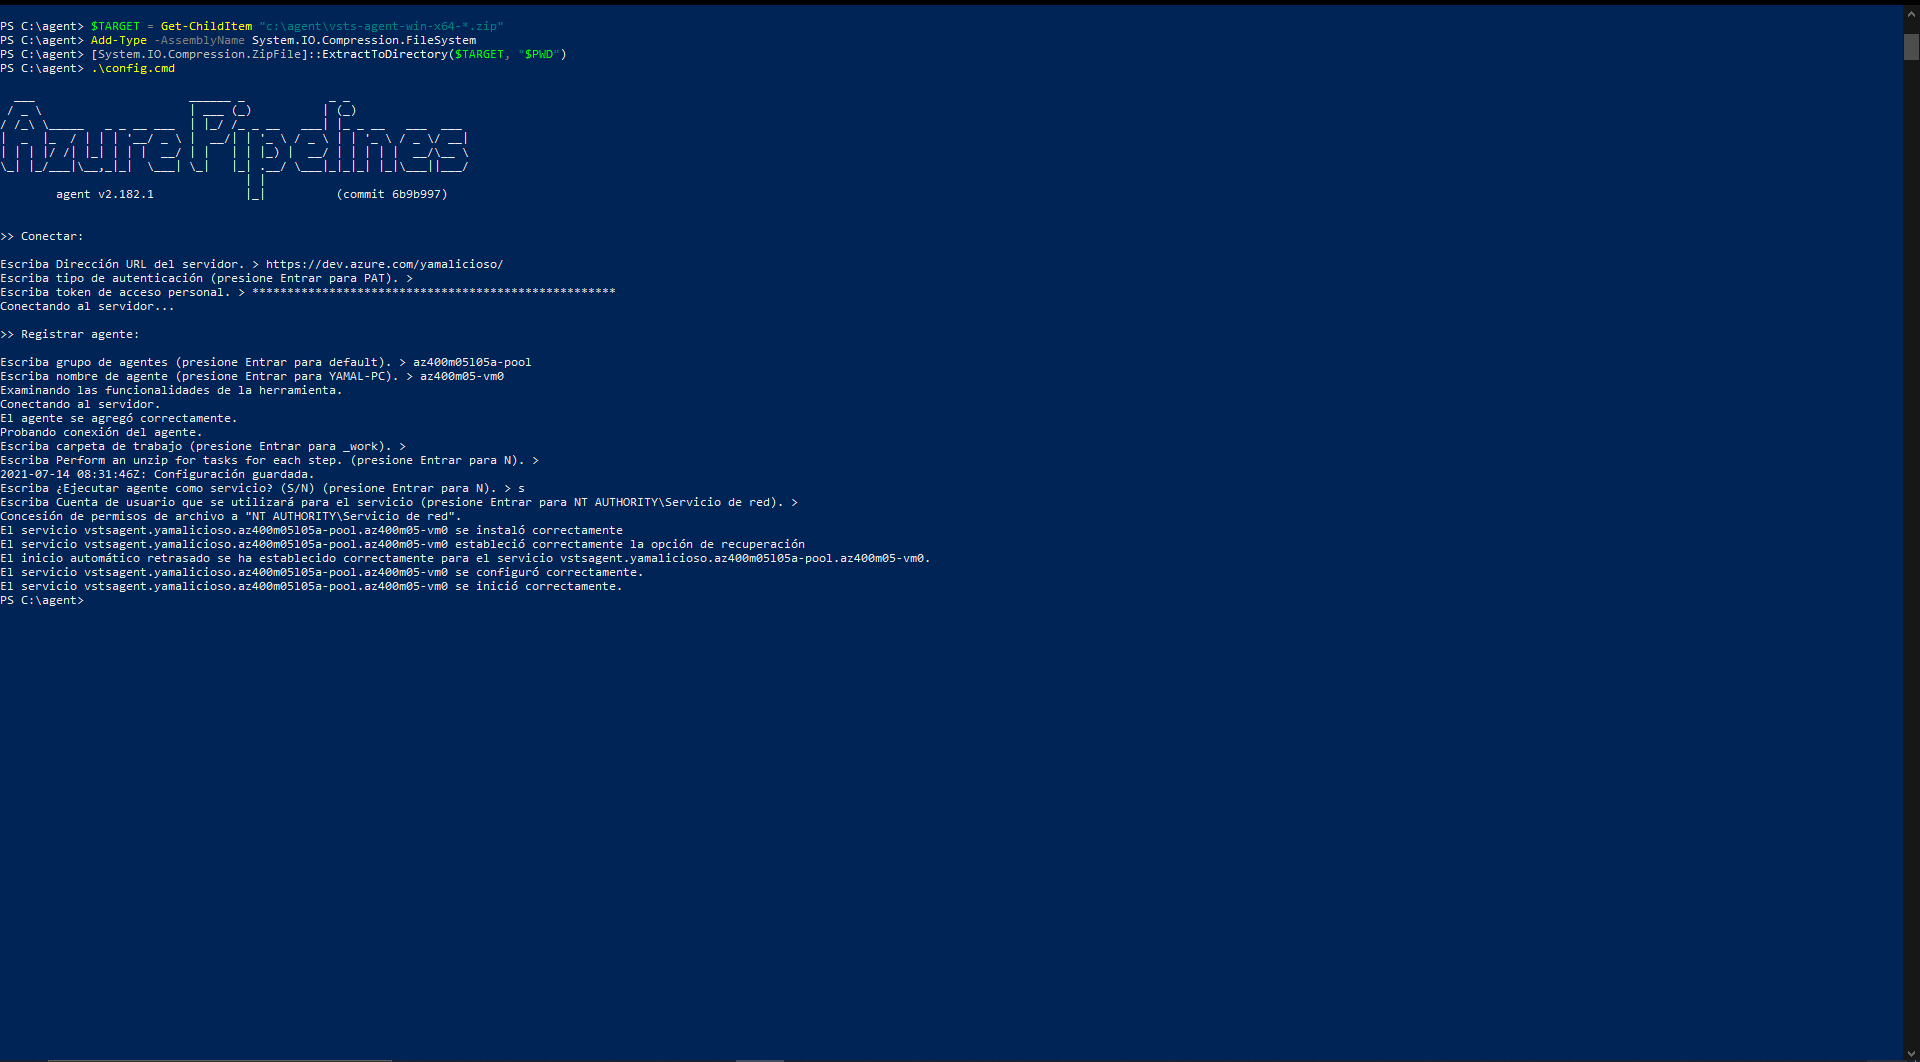 PS C:\agent> $TARGET = Get-ChildItem "c:\agent\vsts-agent-win-x64-*.zip"
PS C:\agent> Add-Type -AssemblyName System.IO.Compression.FileSystem
PS C:\agent> [System.IO.Compression.ZipFile]::ExtractToDirectory($TARGET, "$PWD")
PS C:\agent> .\config.cmd
AzurePipelines
agent v2.182.1 (commit 6b9b997)
>> Conectar:
Escriba Dirección URL del servidor. > https://dev.azure.com/yamalicioso/
Escriba tipo de autenticación (presione Entrar para PAT). >
Escriba token de acceso personal. > ****************************************************
Conectando al servidor...
>> Registrar agente:
Escriba grupo de agentes (presione Entrar para default). > az400m05l05a-pool
Escriba nombre de agente (presione Entrar para YAMAL-PC). > az400m05-vm0
Examinando las funcionalidades de la herramienta.
Conectando al servidor.
El agente se agregó correctamente.
Probando conexión del agente.
Escriba carpeta de trabajo (presione Entrar para _work). >
Escriba Perform an unzip for tasks for each step. (presione Entrar para N). >
2021-07-14 08:31:46Z: Configuración guardada.
Escriba ¿Ejecutar agente como servicio? (S/N) (presione Entrar para N). > s
Escriba Cuenta de usuario que se utilizará para el servicio (presione Entrar para NT AUTHORITY\Servicio de red). >
Concesión de permisos de archivo a "NT AUTHORITY\Servicio de red".
El servicio vstsagent.yamalicioso.az400m05l05a-pool.az400m05-vm0 se instaló correctamente
El servicio vstsagent.yamalicioso.az400m05l05a-pool.az400m05-vm0 estableció correctamente la opción de recuperación
El inicio automático retrasado se ha establecido correctamente para el servicio vstsagent.yamalicioso.az400m05l05a-pool.az400m05-vm0.
El servicio vstsagent.yamalicioso.az400m05l05a-pool.az400m05-vm0 se configuró correctamente.
El servicio vstsagent.yamalicioso.az400m05l05a-pool.az400m05-vm0 se inició correctamente.
PS C:\agent>